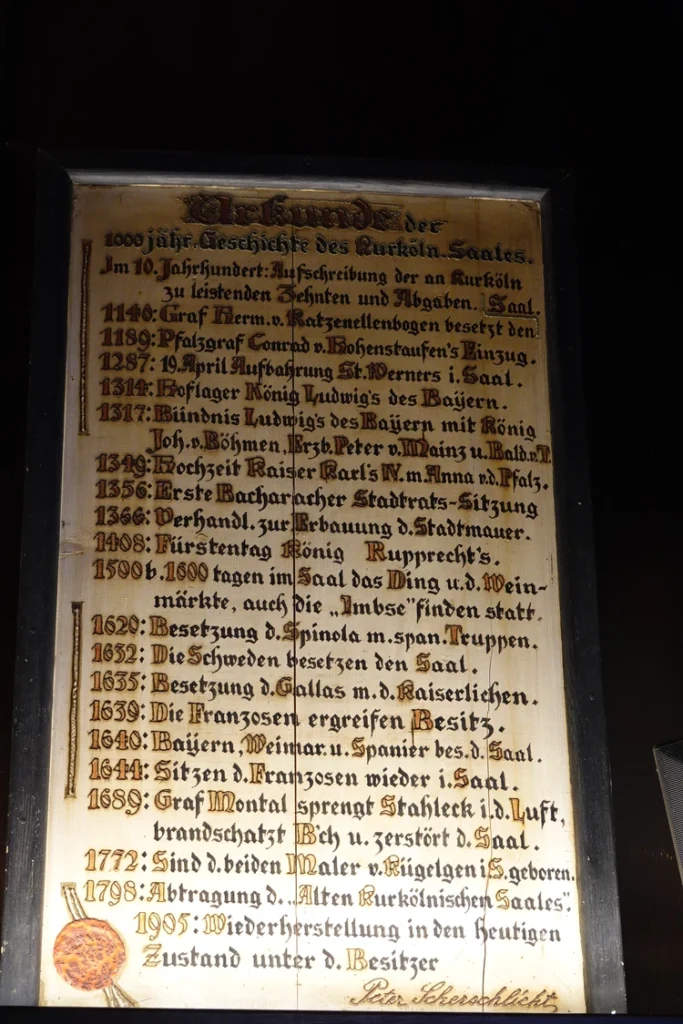 Urkunde der
1000 jähr. Geschichte des Kurköln. Saales.
Im 10. Jahrhundert: Aufschreibung der an Kurköln
zu leistenden Zehnten und Abgaben. Saal.
1140: Graf Herm. v. Katzenellenbogen besetzt den
1189: Pfalzgraf Conrad v. Hohenstaufen's Einzug.
1287: 19. April Aufbahrung St. Werners i. Saal.
1314: Hoflager König Ludwig's des Bayern.
1317: Bündnis Ludwig's des Bayern mit König
Joh. v. Böhmen, Erzb. Peter v. Mainz u. Bald. v. T.
1349: Hochzeit Kaiser Karl's IV. m. Anna v.d. Pfalz.
1356: Erste Bacharacher Stadtrats-Sitzung
1366: Verhandl. zur Erbauung d. Stadtmauer.
1408: Fürstentag König Rupprecht's.
1500 b. 1600 tagen im Saal das Ding u. d. Wein-
märkte, auch die „Imbse" finden statt.
1620: Besetzung d. Spinola m. span. Truppen.
1632: Die Schweden besetzen den Saal.
1635: Besetzung d. Gallas m. d. Kaiserlichen.
1639: Die Franzosen ergreifen Besitz.
1640: Bayern, Weimar. u. Spanier bes. d. Saal.
1644: Sitzen d. Franzosen wieder i. Saal.
1689: Graf Montal sprengt Stahleck i. d. Luft,
brandschatzt B'ch u. zerstört d. Saal.
1772: Sind d. beiden Maler v. Kügelgen i S. geboren.
1798: Abtragung d. „Alten Kurkölnischen Saales".
1905: Wiederherstellung in den heutigen
Zustand unter d. Besitzer
Peter Scherschlicht